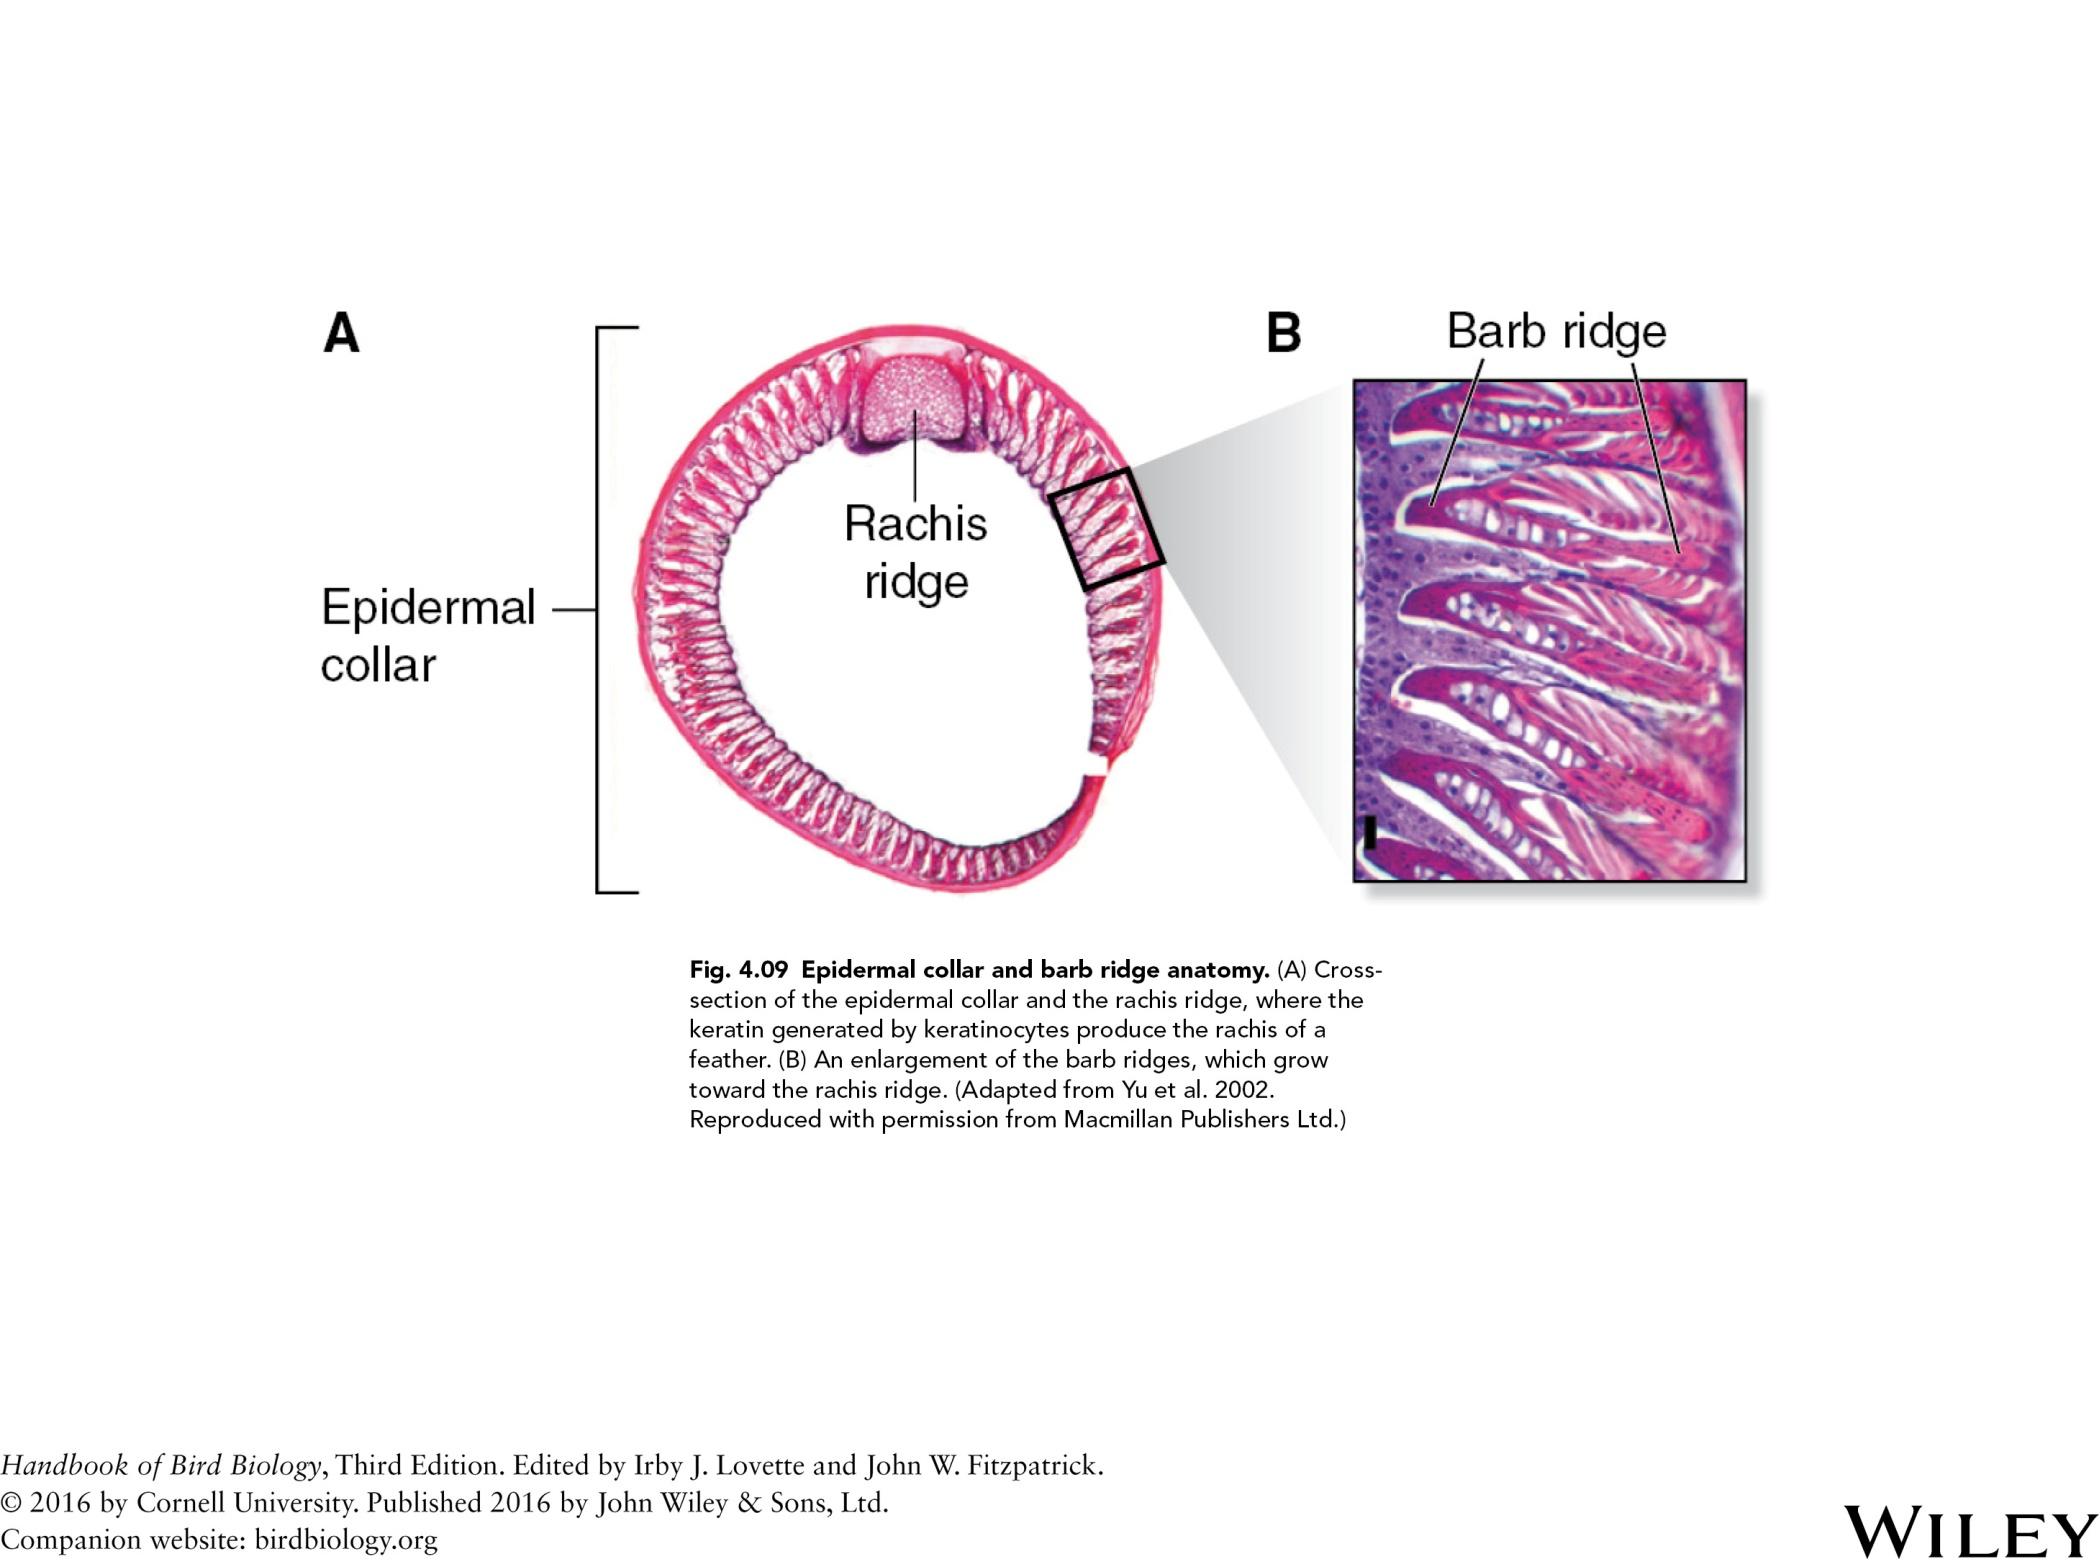 A
B
Barb ridge
Rachis
ridge
Epidermal
collar
Fig. 4.09 Epidermal collar and barb ridge anatomy. (A) Cross-
section of the epidermal collar and the rachis ridge, where the
keratin generated by keratinocytes produce the rachis of a
feather. (B) An enlargement of the barb ridges, which grow
toward the rachis ridge. (Adapted from Yu et al. 2002.
Reproduced with permission from Macmillan Publishers Ltd.)
Handbook of Bird Biology, Third Edition. Edited by Irby J. Lovette and John W. Fitzpatrick.
© 2016 by Cornell University. Published 2016 by John Wiley & Sons, Ltd.
Companion website: birdbiology.org
WILEY